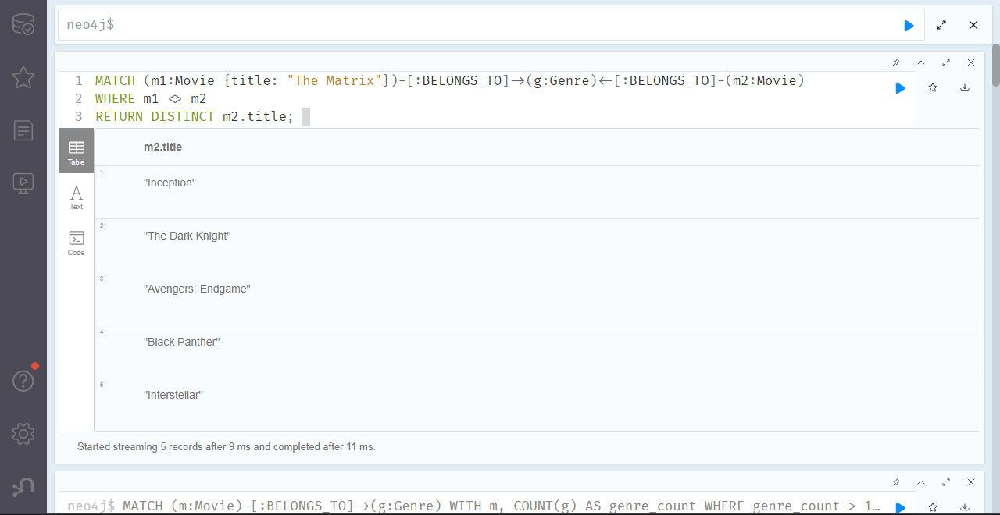 neo4j$
1 MATCH (m1:Movie {title: "The Matrix"})-[:BELONGS_TO]->(g:Genre)<-[:BELONGS_TO]-(m2:Movie)
2 WHERE m1 <> m2
3 RETURN DISTINCT m2.title;
Table
Text
Code
m2.title
1
"Inception"
2
"The Dark Knight"
3
"Avengers: Endgame"
4
"Black Panther"
5
"Interstellar"
Started streaming 5 records after 9 ms and completed after 11 ms.
neo4j$ MATCH (m:Movie)-[:BELONGS_TO]->(g:Genre) WITH m, COUNT(g) AS genre_count WHERE genre_count > 1…